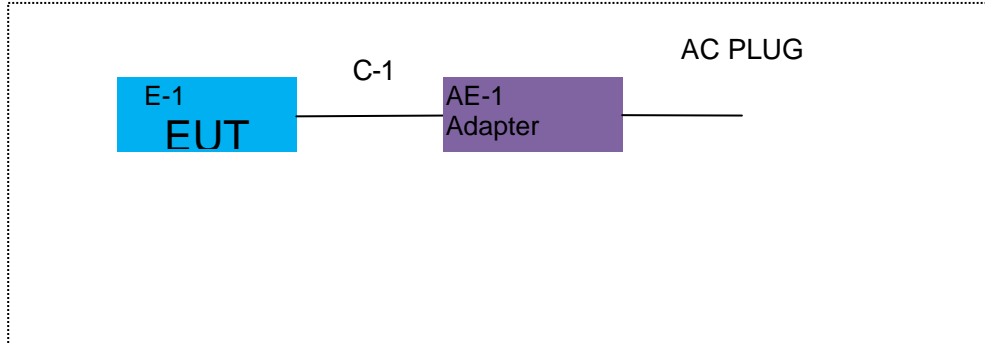 AC PLUG
C-1
E-1
EUT
AE-1
Adapter